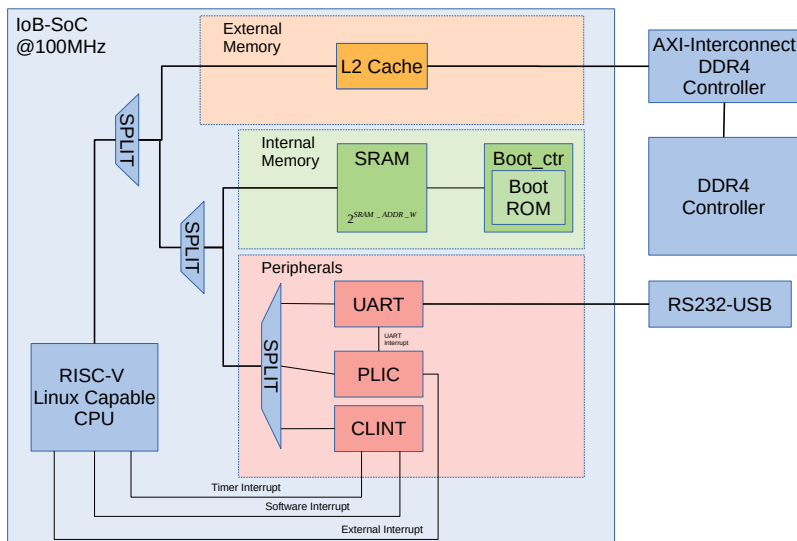 IoB-SoC
@100MHz
External
Memory
L2 Cache
AXI-Interconnect
DDR4
Controller
SPLIT
Internal
Memory
SRAM
2^SRAM_ADDR_W
Boot_ctr
Boot
ROM
DDR4
Controller
SPLIT
Peripherals
UART
RS232-USB
UART
Interrupt
SPLIT
PLIC
RISC-V
Linux Capable
CPU
CLINT
Timer Interrupt
Software Interrupt
External Interrupt